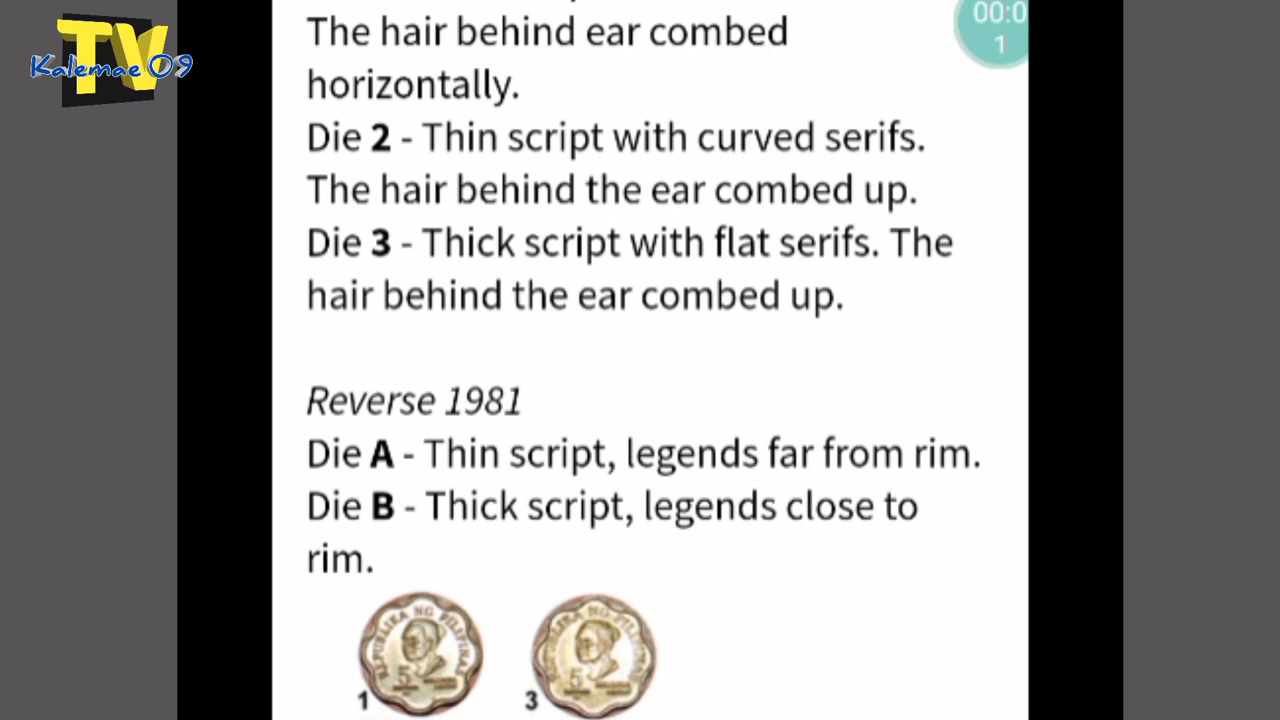 TV
Kalemae 09
00:0
1
The hair behind ear combed
horizontally.
Die 2 - Thin script with curved serifs.
The hair behind the ear combed up.
Die 3 - Thick script with flat serifs. The
hair behind the ear combed up.
Reverse 1981
Die A - Thin script, legends far from rim.
Die B - Thick script, legends close to
rim.
REPUBLIKA NG PILIPINAS
5
1
REPUBLIKA NG PILIPINAS
5
3